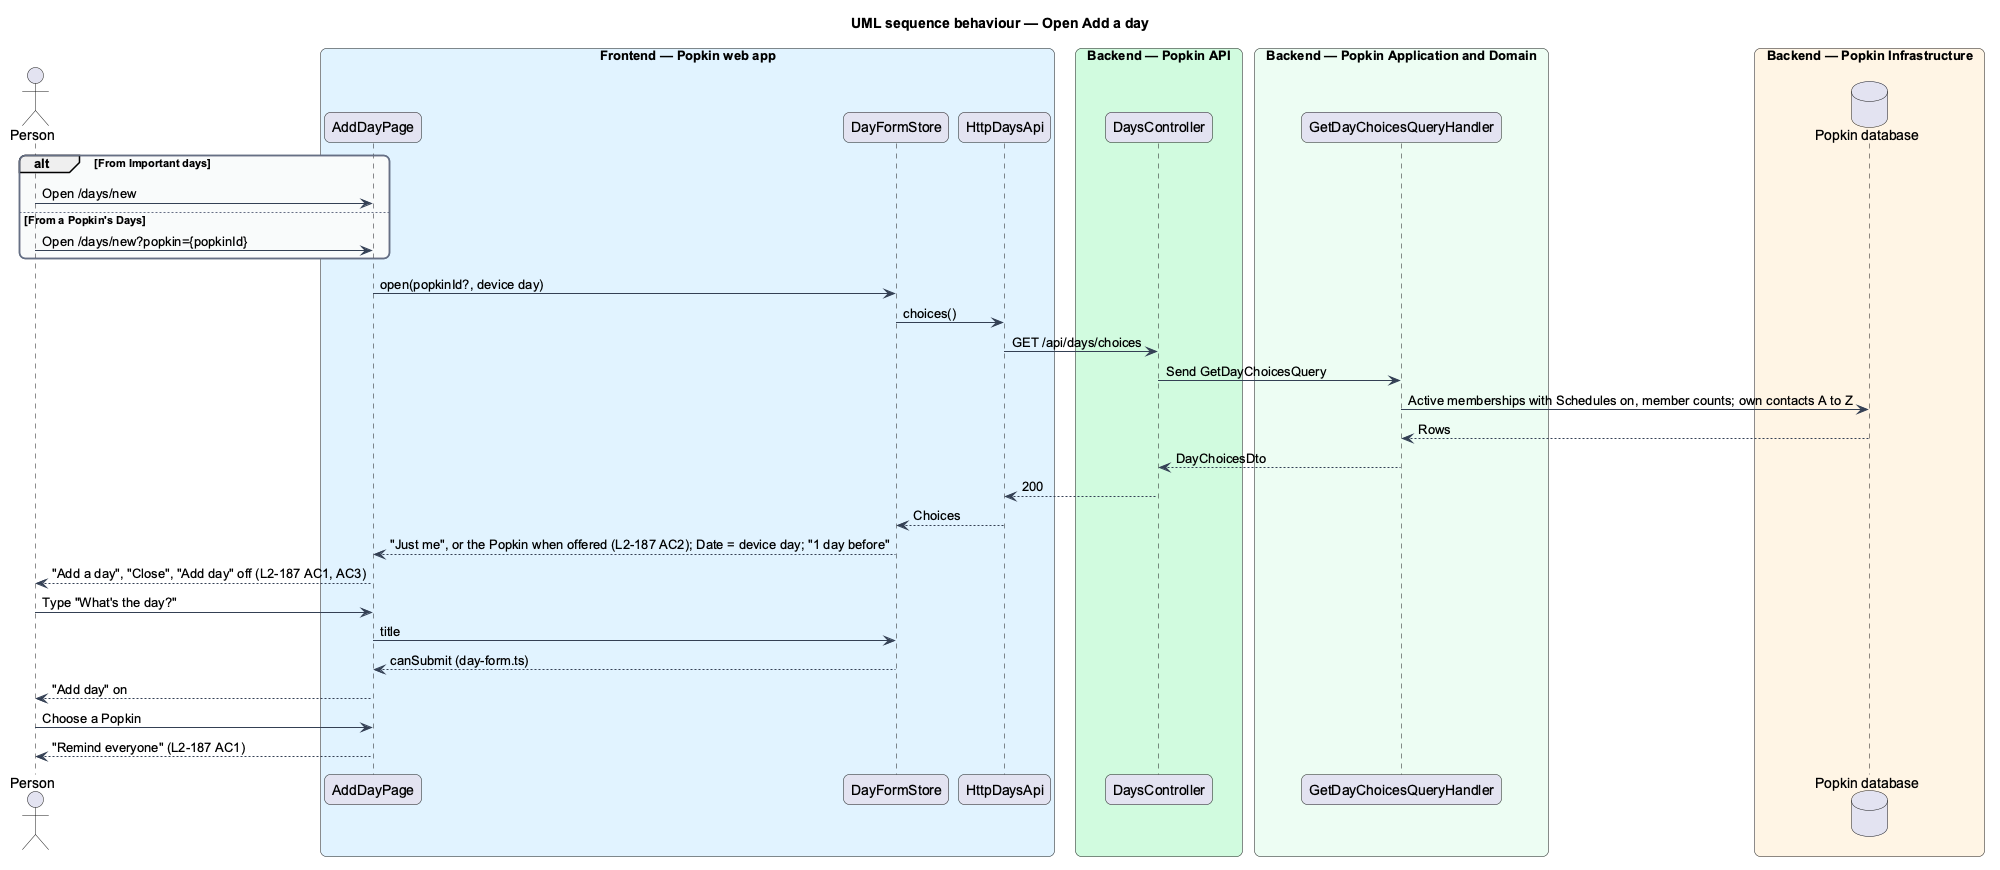 UML sequence behaviour — Open Add a day
Frontend — Popkin web app
Backend — Popkin API
Backend — Popkin Application and Domain
Backend — Popkin Infrastructure
Person
AddDayPage
DayFormStore
HttpDaysApi
DaysController
GetDayChoicesQueryHandler
Popkin database
alt
[From Important days]
Open /days/new
[From a Popkin's Days]
Open /days/new?popkin={popkinId}
open(popkinId?, device day)
choices()
GET /api/days/choices
Send GetDayChoicesQuery
Active memberships with Schedules on, member counts; own contacts A to Z
Rows
DayChoicesDto
200
Choices
"Just me", or the Popkin when offered (L2-187 AC2); Date = device day; "1 day before"
"Add a day", "Close", "Add day" off (L2-187 AC1, AC3)
Type "What's the day?"
title
canSubmit (day-form.ts)
"Add day" on
Choose a Popkin
"Remind everyone" (L2-187 AC1)
Person
AddDayPage
DayFormStore
HttpDaysApi
DaysController
GetDayChoicesQueryHandler
Popkin database